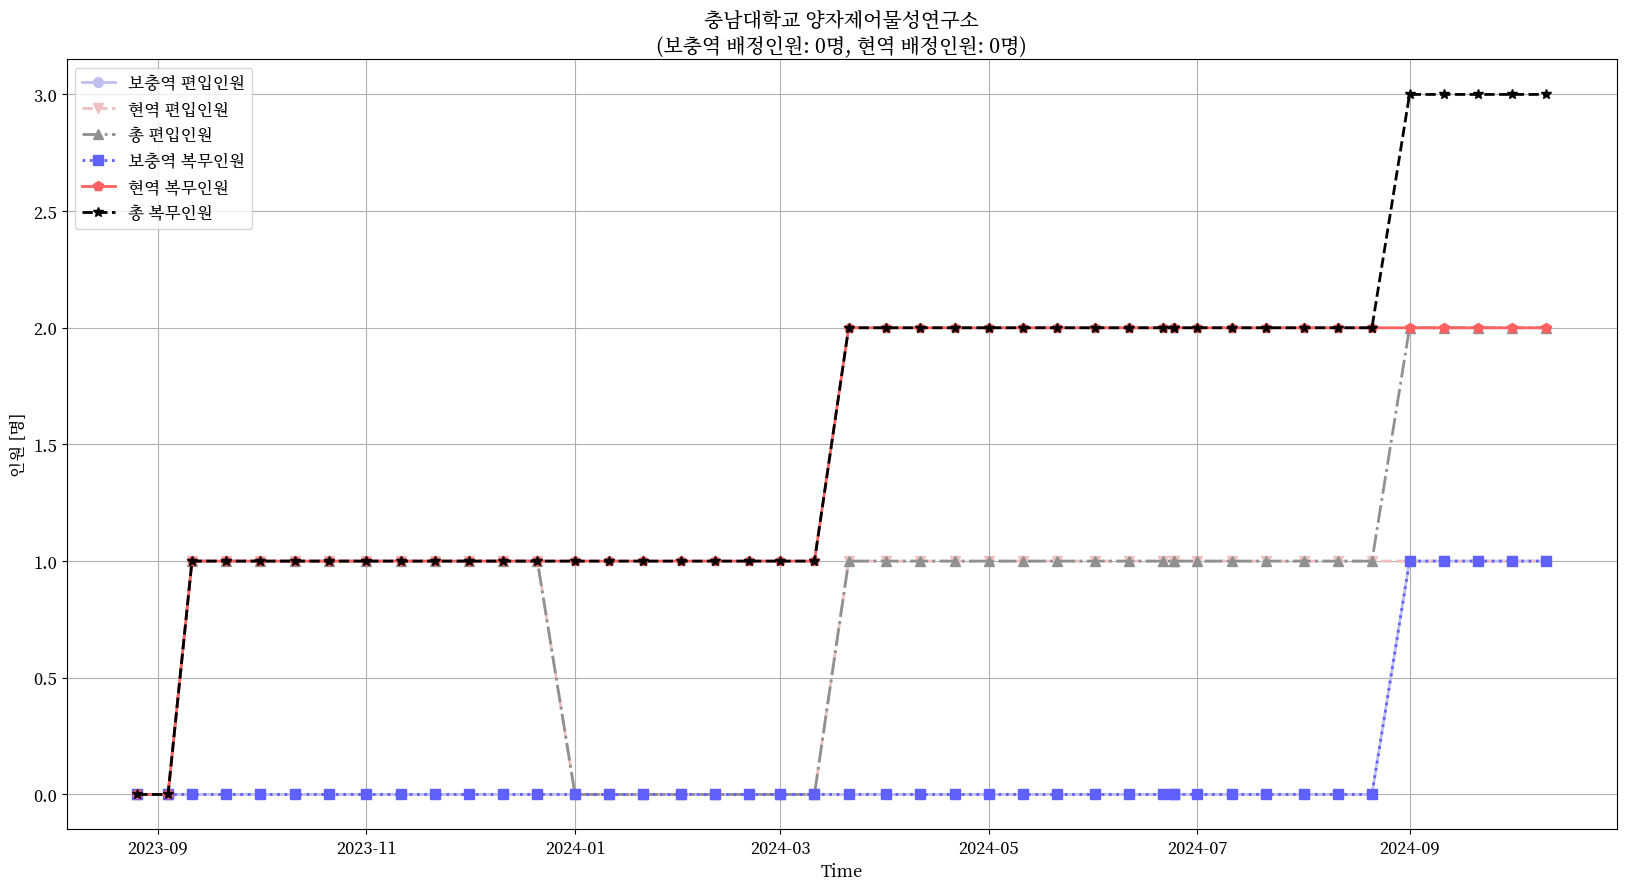 충남대학교 양자제어물성연구소
(보충역 배정인원: 0명, 현역 배정인원: 0명)
보충역 편입인원
현역 편입인원
총 편입인원
보충역 복무인원
현역 복무인원
총 복무인원
3.0
2.5
2.0
1.5
1.0
0.5
0.0
인원 [명]
2023-09
2023-11
2024-01
2024-03
2024-05
2024-07
2024-09
Time